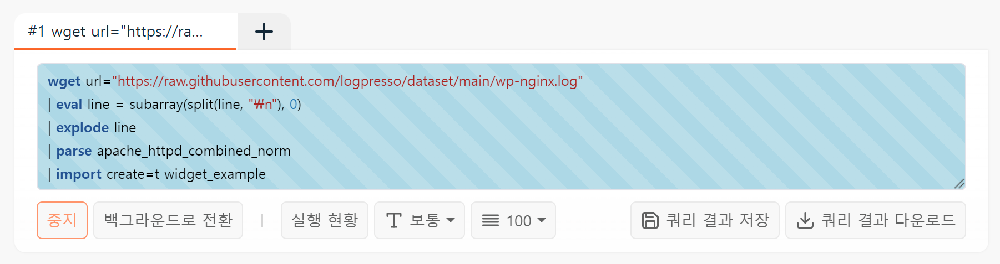 #1 wget url="https://ra...
wget url="https://raw.githubusercontent.com/logpresso/dataset/main/wp-nginx.log"
| eval line = subarray(split(line, "₩n"), 0)
| explode line
| parse apache_httpd_combined_norm
| import create=t widget_example
중지 백그라운드로 전환 실행 현황 보통 100 쿼리 결과 저장 쿼리 결과 다운로드